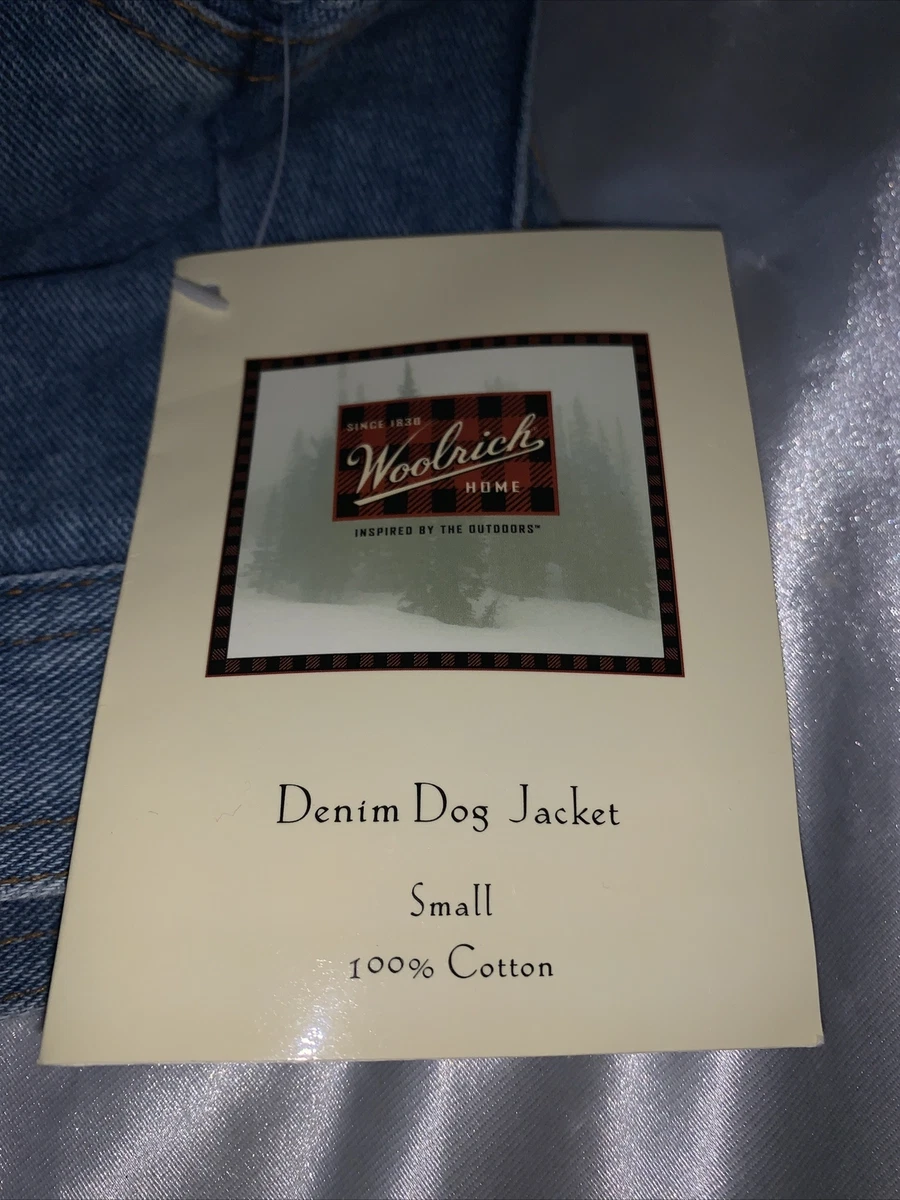 SINCE 1830
Woolrich
HOME
INSPIRED BY THE OUTDOORS™
Denim Dog Jacket
Small
100% Cotton